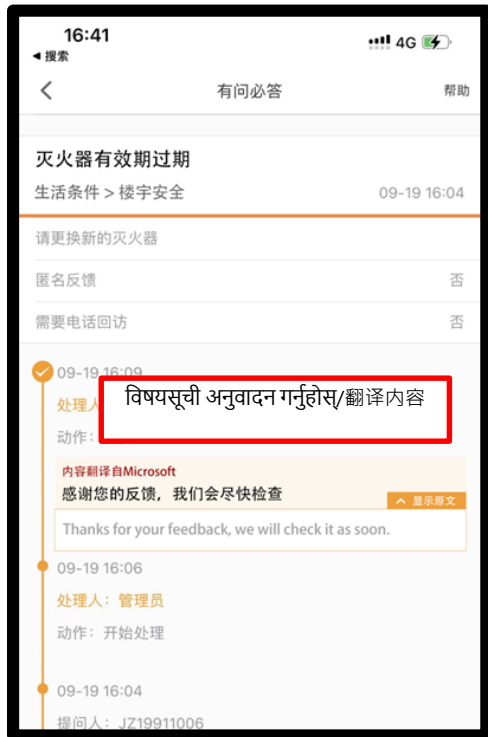 16:41
4G
搜索
有问必答
帮助
灭火器有效期过期
生活条件 > 楼宇安全
09-19 16:04
请更换新的灭火器
匿名反馈
否
需要电话回访
否
09-19 16:09
处理人
विषयसूची अनुवादन गर्नुहोस्/翻译内容
动作：
内容翻译自Microsoft
感谢您的反馈，我们会尽快检查
显示原文
Thanks for your feedback, we will check it as soon.
09-19 16:06
处理人：管理员
动作：开始处理
09-19 16:04
提问人：JZ19911006